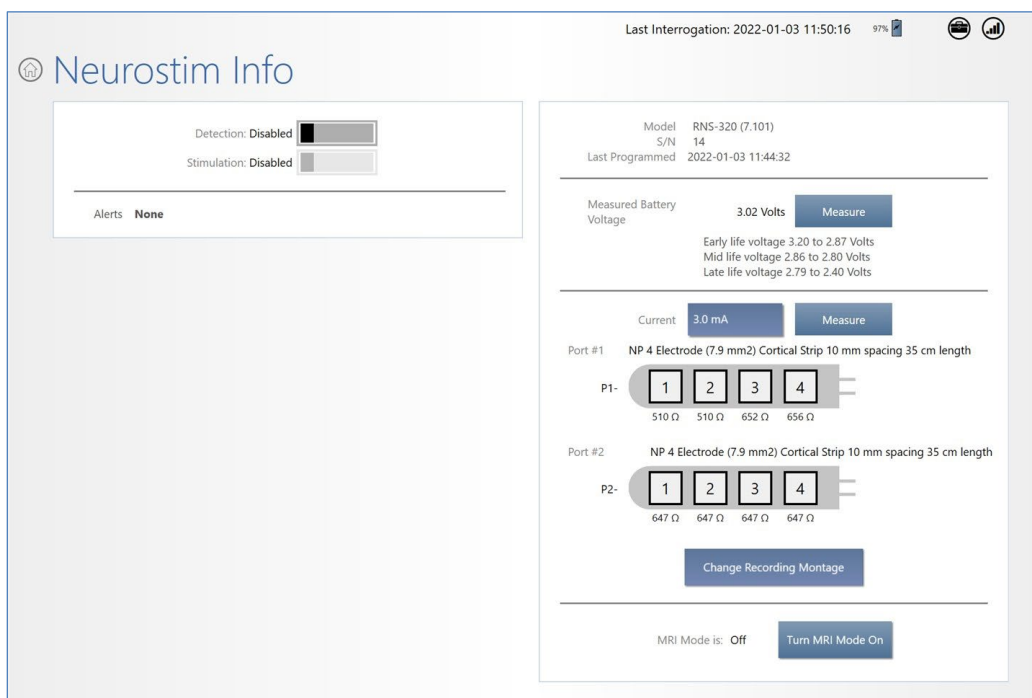 Last Interrogation: 2022-01-03 11:50:16 97%
Neurostim Info
Detection: Disabled
Stimulation: Disabled
Alerts None
Model RNS-320 (7.101)
S/N 14
Last Programmed 2022-01-03 11:44:32
Measured Battery
Voltage
3.02 Volts Measure
Early life voltage 3.20 to 2.87 Volts
Mid life voltage 2.86 to 2.80 Volts
Late life voltage 2.79 to 2.40 Volts
Current 3.0 mA Measure
Port #1 NP 4 Electrode (7.9 mm2) Cortical Strip 10 mm spacing 35 cm length
P1- 1 2 3 4
510 Ω 510 Ω 652 Ω 656 Ω
Port #2 NP 4 Electrode (7.9 mm2) Cortical Strip 10 mm spacing 35 cm length
P2- 1 2 3 4
647 Ω 647 Ω 647 Ω 647 Ω
Change Recording Montage
MRI Mode is: Off Turn MRI Mode On